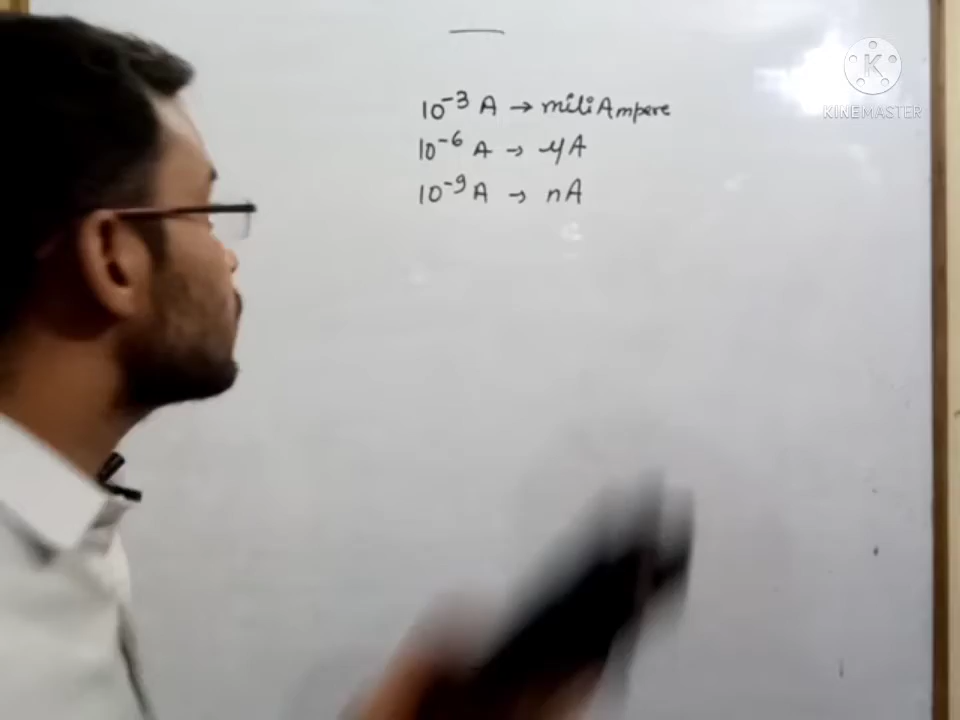 10⁻³ A → miliAmpere
10⁻⁶ A → μA
10⁻⁹ A → nA
K
KINEMASTER